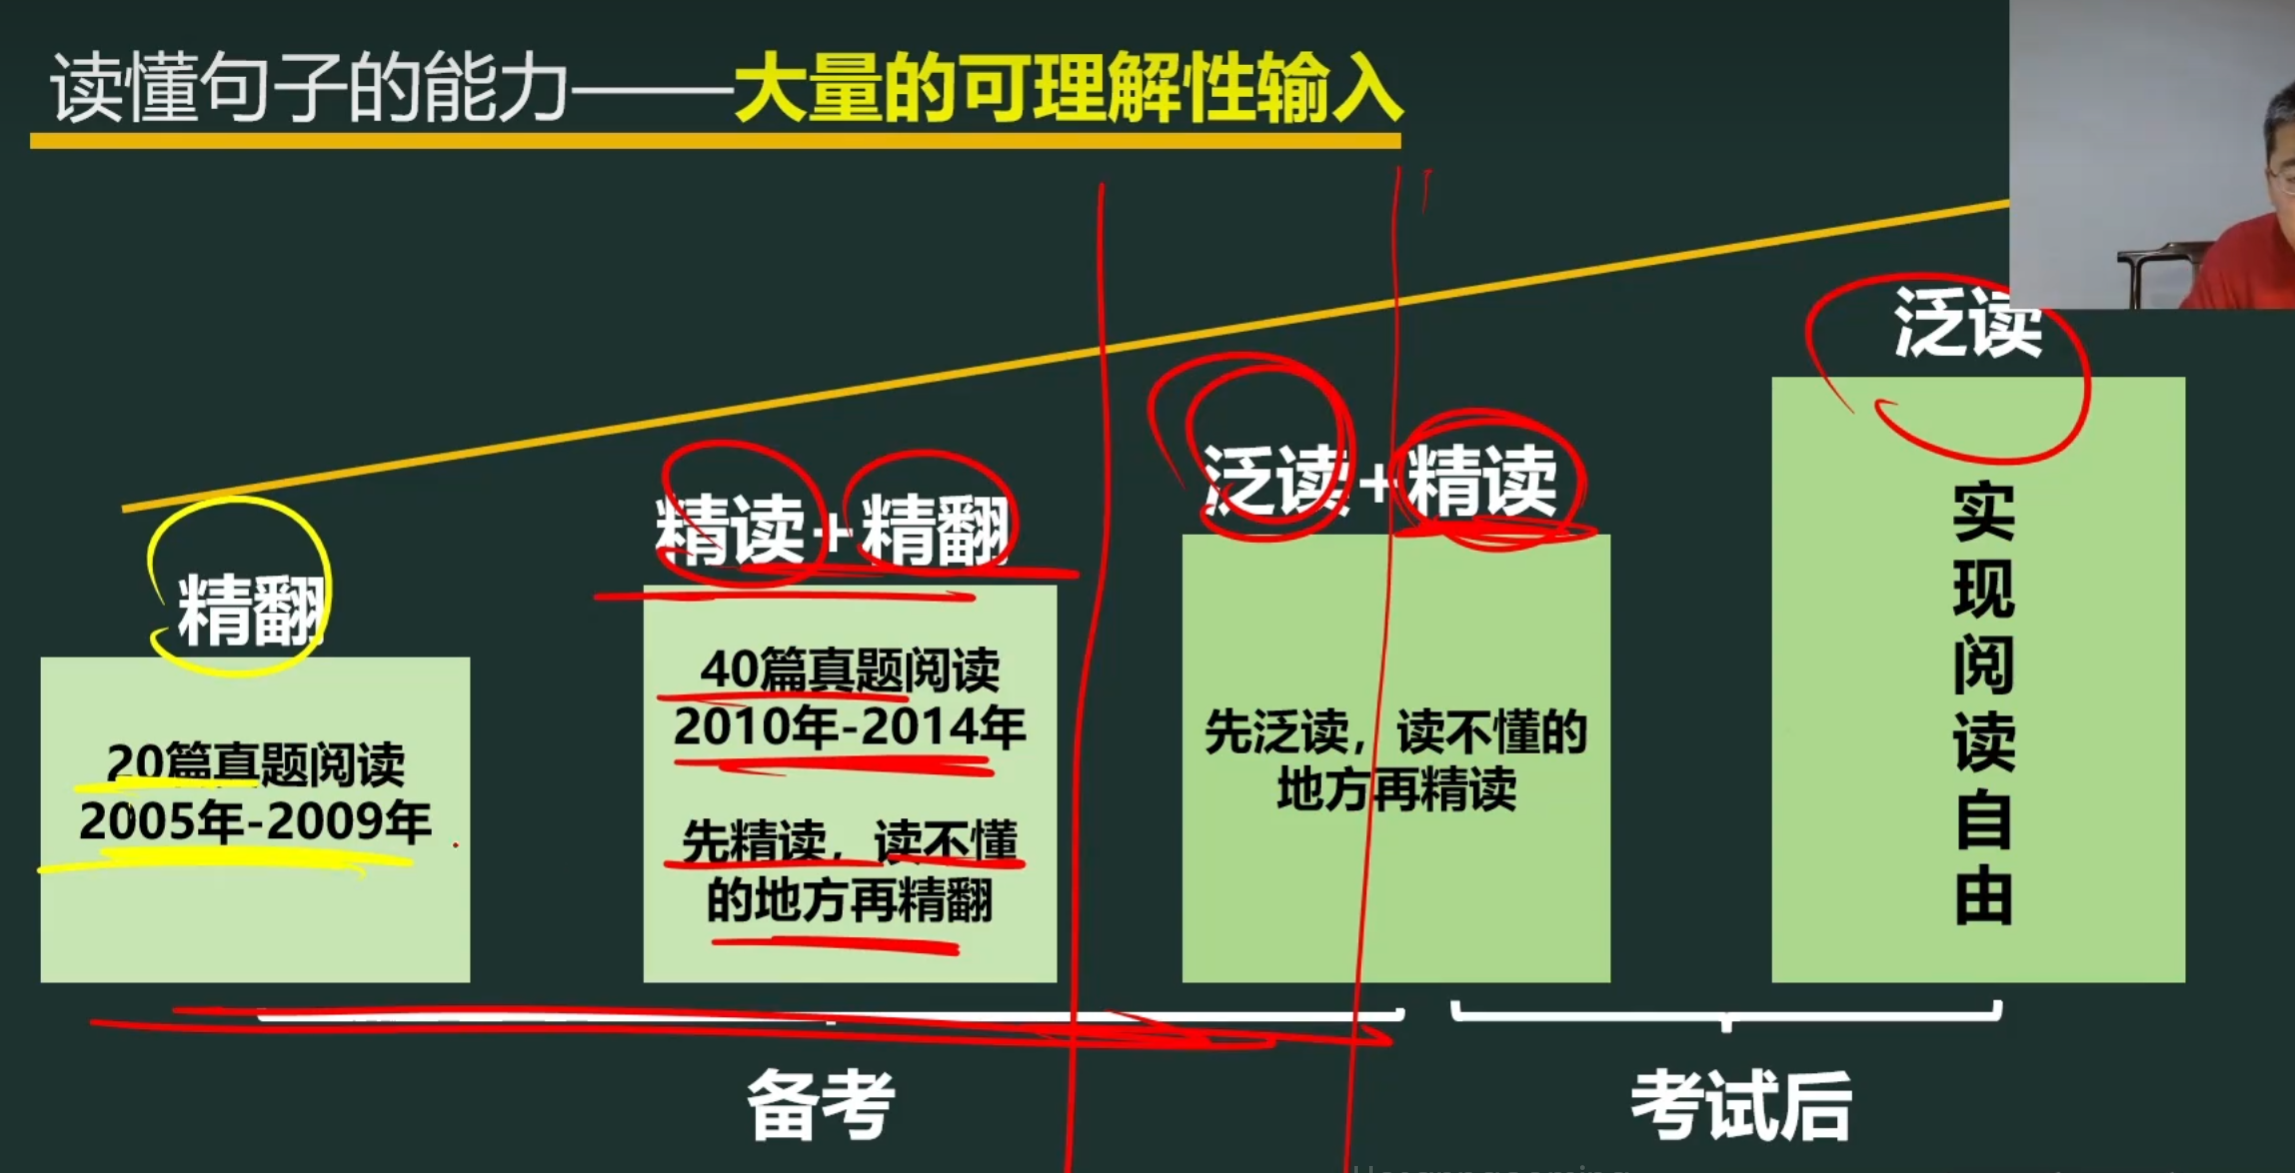 读懂句子的能力——大量的可理解性输入
精翻
20篇真题阅读
2005年-2009年
精读+精翻
40篇真题阅读
2010年-2014年
先精读，读不懂
的地方再精翻
泛读+精读
先泛读，读不懂的
地方再精读
泛读
实现阅读自由
备考
考试后